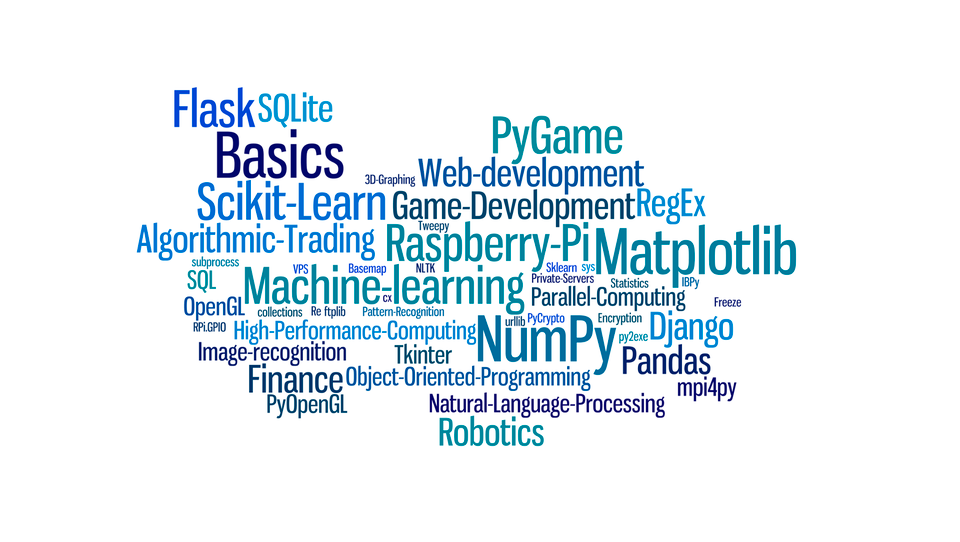 Flask SQLite
PyGame
Basics
Web-development
3D-Graphing
Scikit-Learn
Game-Development
RegEx
Tweepy
Algorithmic-Trading
Raspberry-Pi
Matplotlib
subprocess
VPS
Basemap
NLTK
Sklearn
sys
SQL
Machine-learning
Private-Servers
Statistics
IBPy
cx
Parallel-Computing
Freeze
OpenGL
collections
Re
ftplib
Pattern-Recognition
urllib
PyCrypto
Encryption
RPi.GPIO
High-Performance-Computing
NumPy
py2exe
Django
Image-recognition
Tkinter
Pandas
Finance
Object-Oriented-Programming
mpi4py
PyOpenGL
Natural-Language-Processing
Robotics